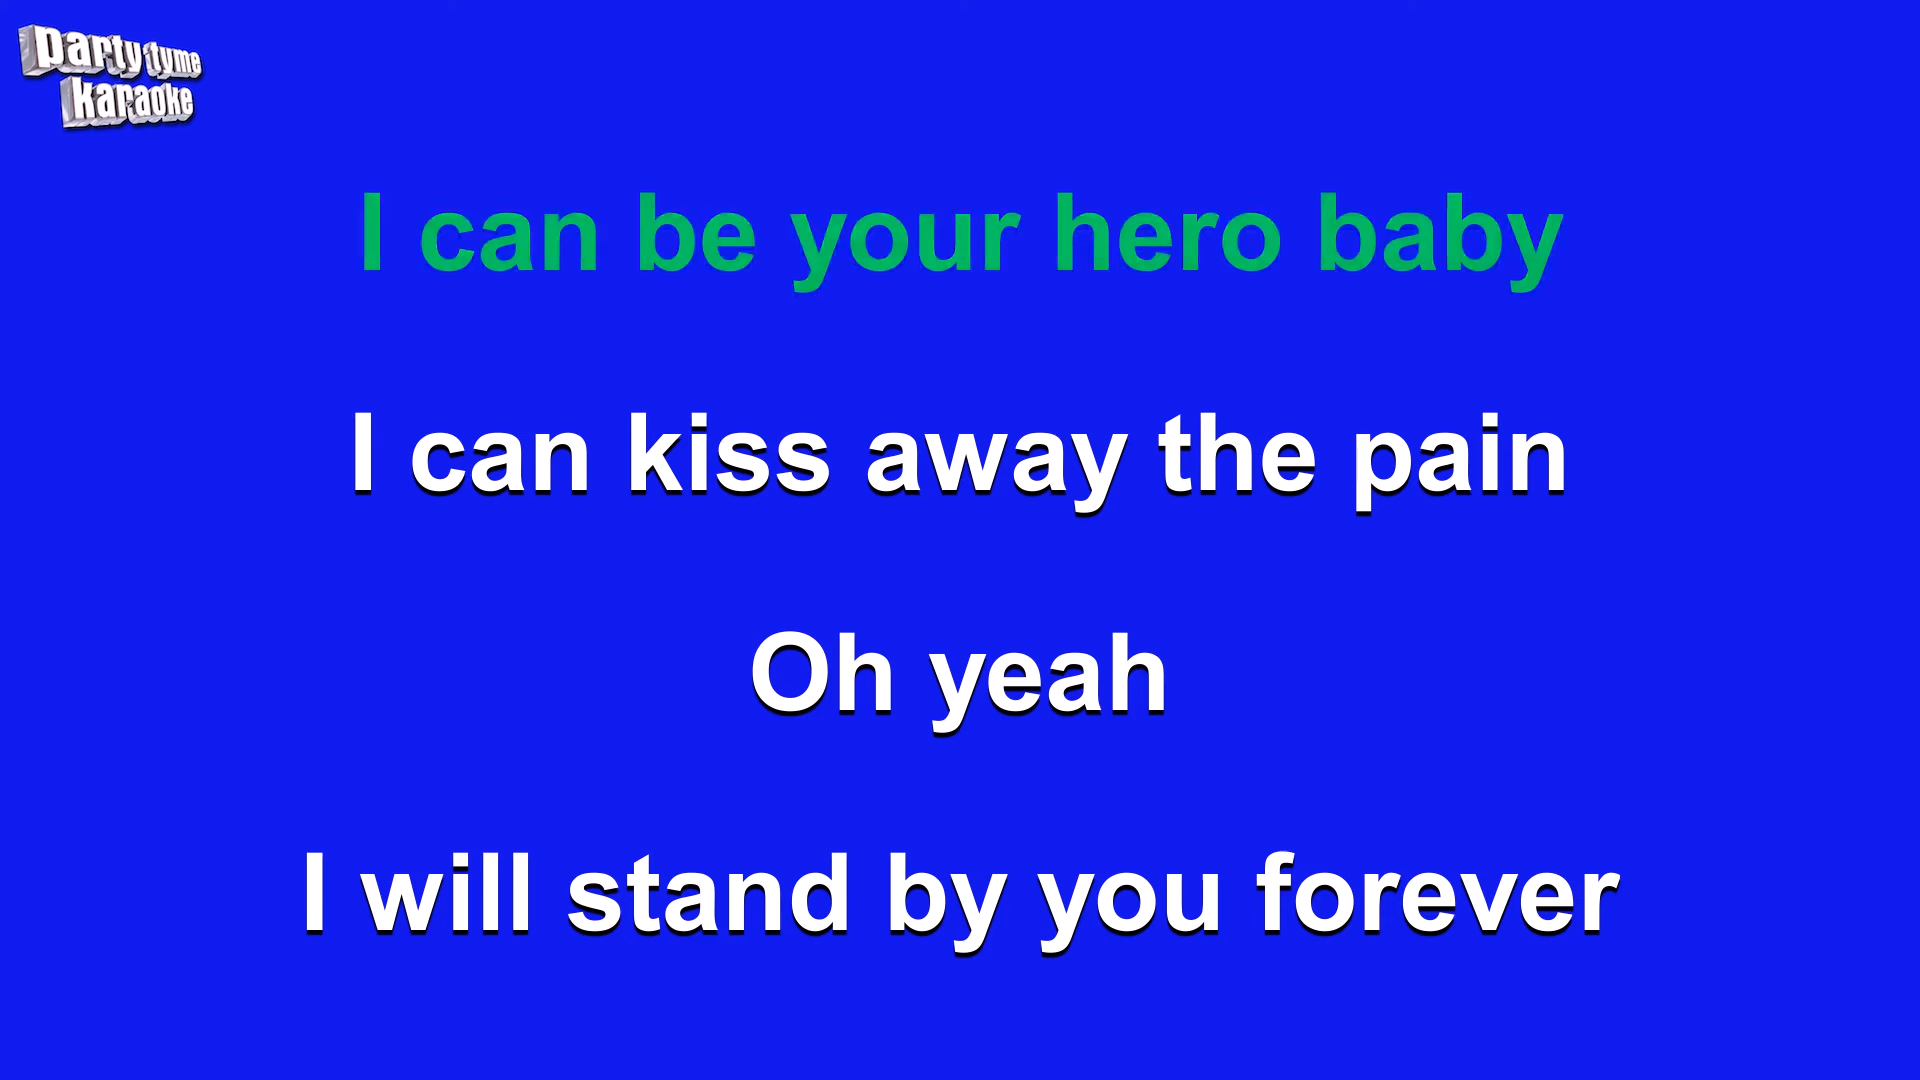 party tyme
karaoke
I can be your hero baby
I can kiss away the pain
Oh yeah
I will stand by you forever